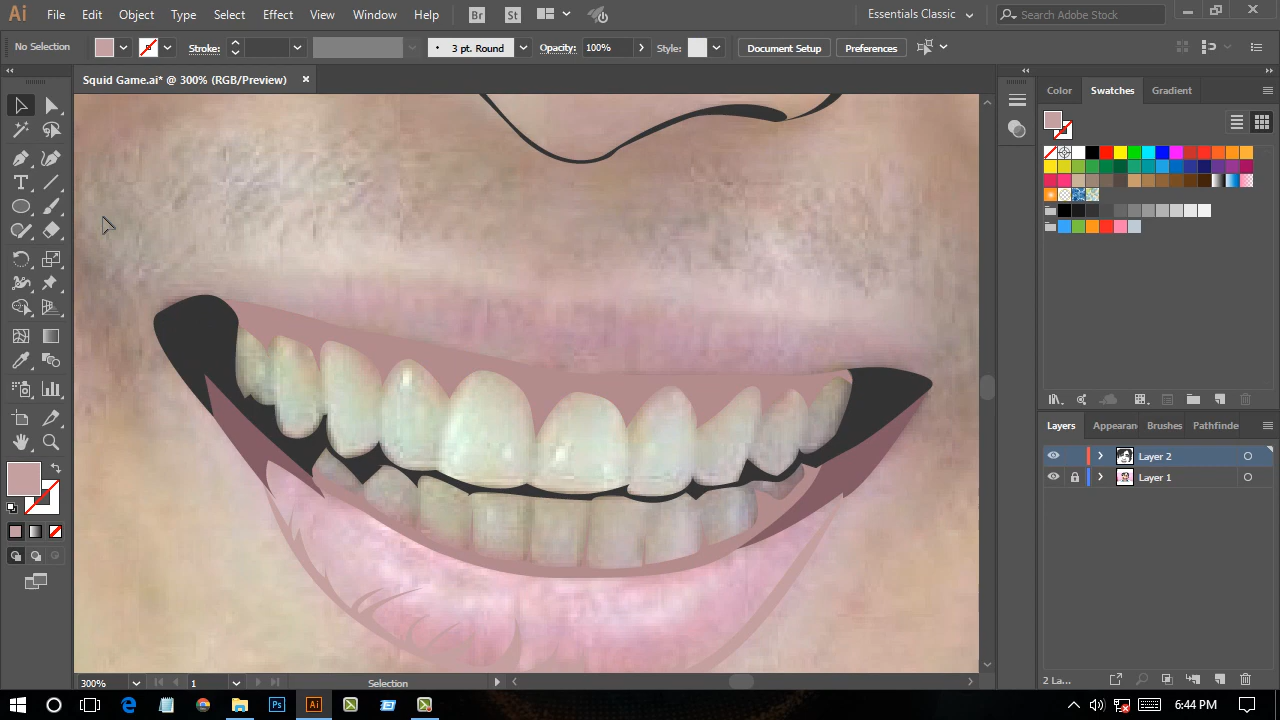 Ai File Edit Object Type Select Effect View Window Help Br St Essentials Classic Search Adobe Stock
No Selection Stroke: 3 pt. Round Opacity: 100% Style: Document Setup Preferences
Squid Game.ai* @ 300% (RGB/Preview)
Color Swatches Gradient
Layers Appearan Brushes Pathfinde
Layer 2
Layer 1
2 La...
300% 1 Selection
Ps Ai 6:44 PM